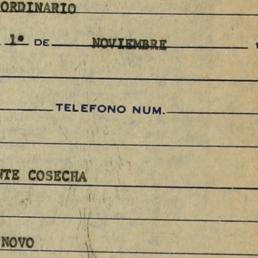 ORDINARIO
1º DE NOVIEMBRE
TELEFONO NUM.
NTE COSECHA
NOVO